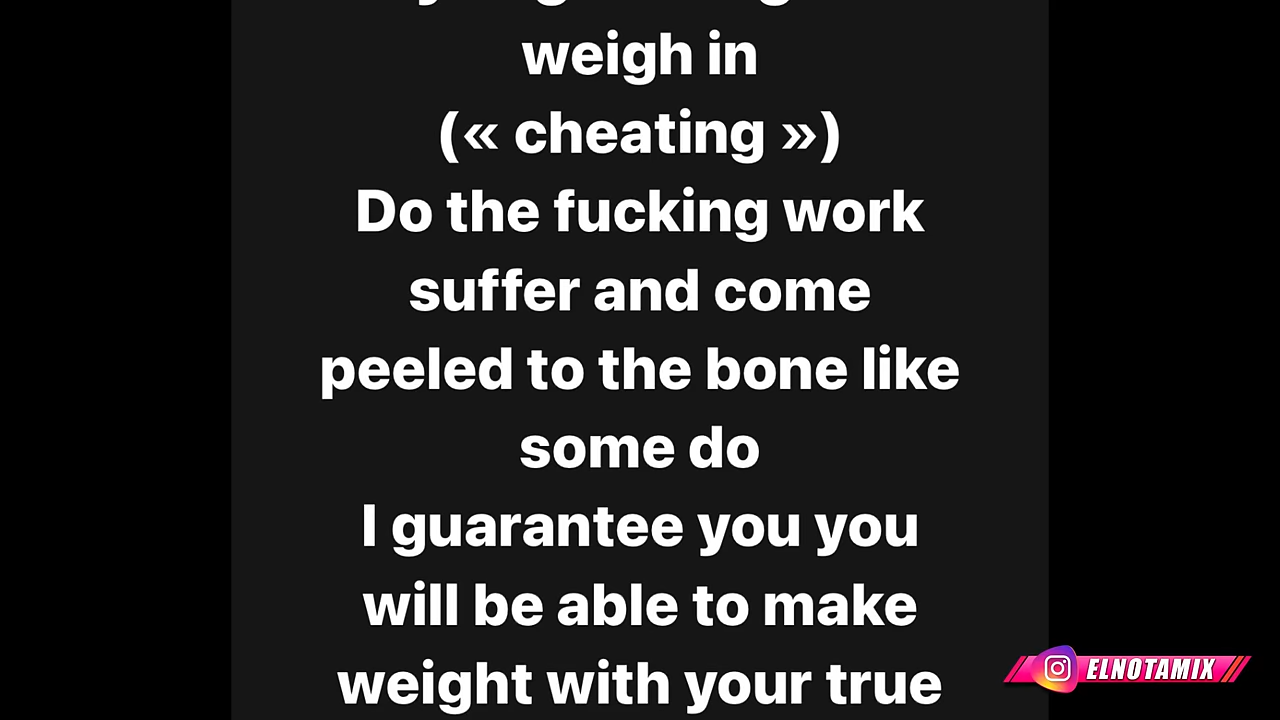 weigh in
(« cheating »)
Do the fucking work
suffer and come
peeled to the bone like
some do
I guarantee you you
will be able to make
weight with your true
ELNOTAMIX